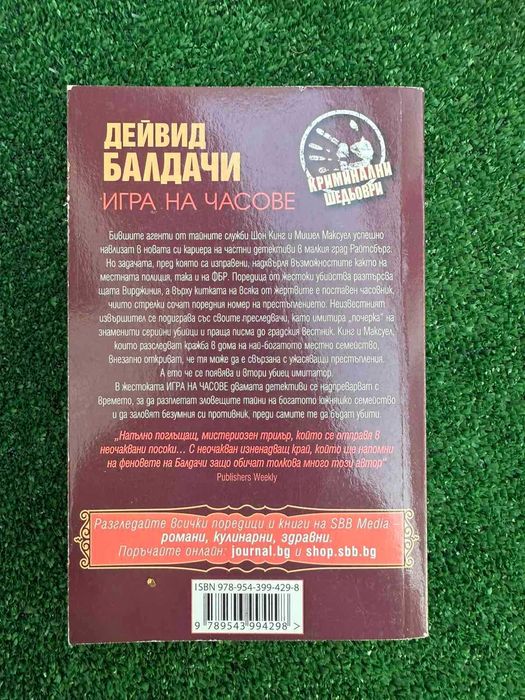 ДЕЙВИД
БАЛДАЧИ
ИГРА НА ЧАСОВЕ
КРИМИНАЛНИ
ШЕДЬОВРИ
Бившите агенти от тайните служби Шон Кинг и Мишел Максуел успешно
навлизат в новата си кариера на частни детективи в малкия град Райтсбърг.
Но задачата, пред която са изправени, надхвърля възможностите както на
местната полиция, така и на ФБР. Поредица от жестоки убийства разтърсва
щата Вирджиния, а върху китката на всяка от жертвите е поставен часовник,
чиито стрелки сочат поредния номер на престъплението. Неизвестният
извършител се подиграва със своите преследвачи, като имитира „почерка" на
знаменити серийни убийци и праща писма до градския вестник. Кинг и Максуел,
които разследват кражба в дома на най-богатото местно семейство,
внезапно откриват, че тя може да е свързана с ужасяващи престъпления.
А ето че се появява и втори убиец имитатор.
В жестоката ИГРА НА ЧАСОВЕ двамата детективи се надпреварват с
времето, за да разплетат зловещите тайни на богатото южняшко семейство
и да заловят безумния си противник, преди самите те да бъдат убити.
„Напълно поглъщащ, мистериозен трилър, който се отправя в
неочаквани посоки... С неочакван изненадващ край, който ще напомни
на феновете на Балдачи защо обичат толкова много този автор"
Publishers Weekly
Разгледайте всички поредици и книги на SBB Media –
романи, кулинарни, здравни.
Поръчайте онлайн: journal.bg и shop.sbb.bg
ISBN 978-954-399-429-8
9 789543 994298 >